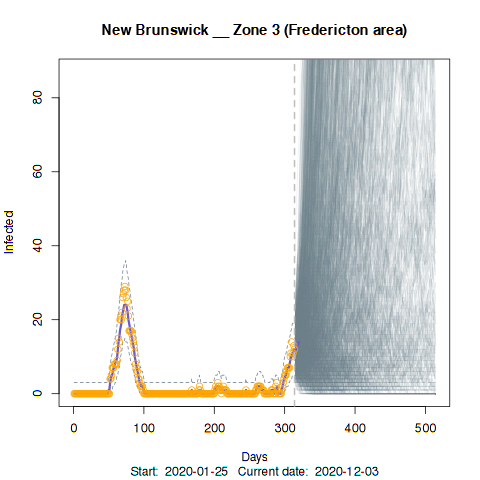 New Brunswick __ Zone 3 (Fredericton area)
80
60
40
20
0
Infected
0 100 200 300 400 500
Days
Start: 2020-01-25 Current date: 2020-12-03